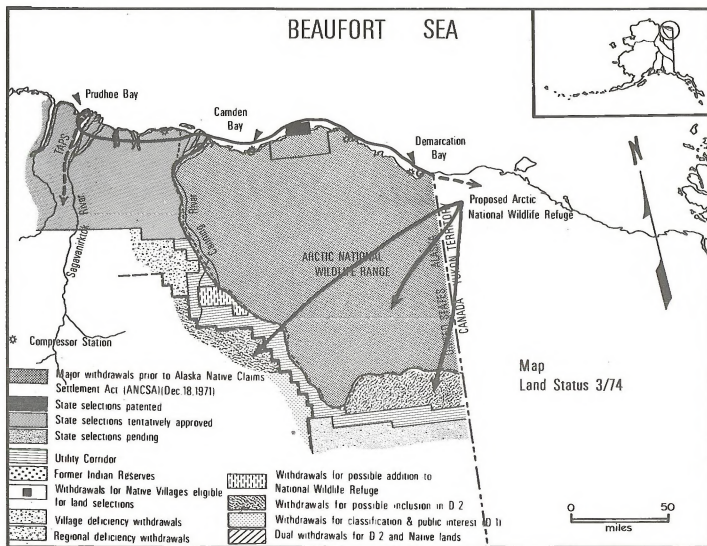 BEAUFORT SEA
Prudhoe Bay
Camden
Bay
Demarcation
Bay
N
TAPS
Sagavanirktok River
Canning River
Proposed Arctic
National Wildlife Refuge
ARCTIC NATIONAL
WILDLIFE RANGE
ALASKA
YUKON TERRITORY
UNITED STATES
CANADA
Compressor Station
Map
Land Status 3/74
Major withdrawals prior to Alaska Native Claims
Settlement Act (ANCSA)(Dec.18,1971)
State selections patented
State selections tentatively approved
State selections pending
Utility Corridor
Former Indian Reserves
Withdrawals for Native Villages eligible
for land selections
Village deficiency withdrawals
Regional deficiency withdrawals
Withdrawals for possible addition to
National Wildlife Refuge
Withdrawals for possible inclusion in D 2
Withdrawals for classification & public interest (D 1)
Dual withdrawals for D 2 and Native lands
0 50
miles